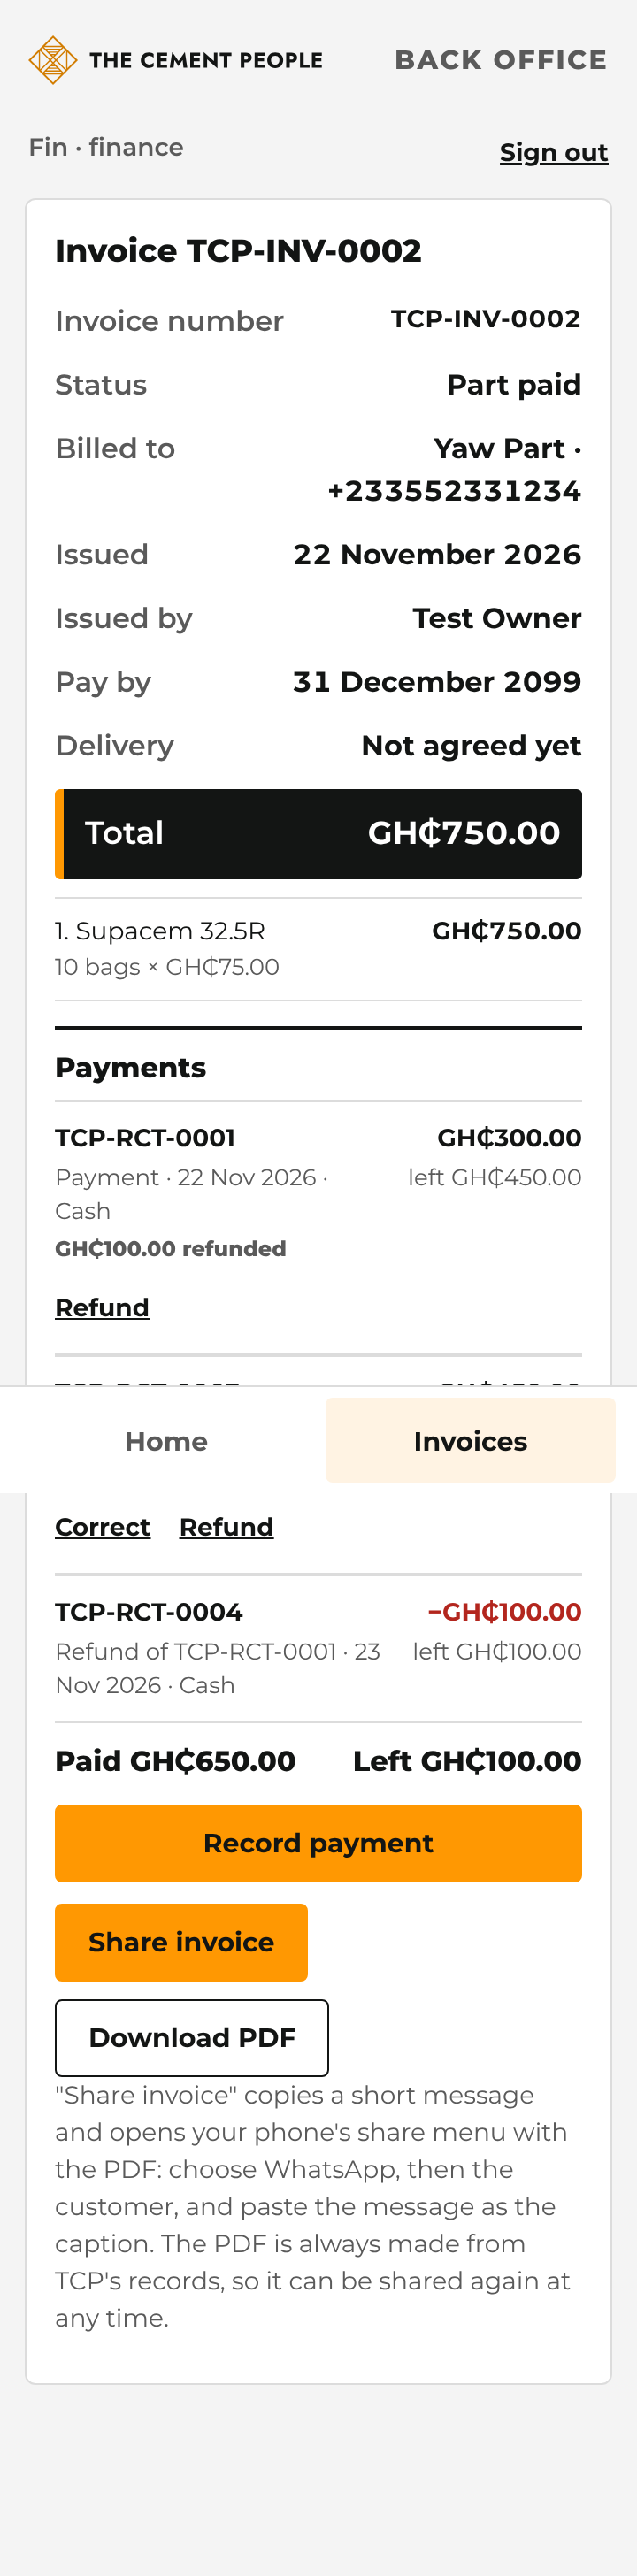 THE CEMENT PEOPLE
BACK OFFICE
Fin · finance
Sign out
Invoice TCP-INV-0002
Invoice number TCP-INV-0002
Status Part paid
Billed to Yaw Part ·
+233552331234
Issued 22 November 2026
Issued by Test Owner
Pay by 31 December 2099
Delivery Not agreed yet
Total GH₵750.00
1. Supacem 32.5R GH₵750.00
10 bags × GH₵75.00
Payments
TCP-RCT-0001 GH₵300.00
Payment · 22 Nov 2026 · left GH₵450.00
Cash
GH₵100.00 refunded
Refund
Home Invoices
Correct Refund
TCP-RCT-0004 −GH₵100.00
Refund of TCP-RCT-0001 · 23 left GH₵100.00
Nov 2026 · Cash
Paid GH₵650.00 Left GH₵100.00
Record payment
Share invoice
Download PDF
"Share invoice" copies a short message
and opens your phone's share menu with
the PDF: choose WhatsApp, then the
customer, and paste the message as the
caption. The PDF is always made from
TCP's records, so it can be shared again at
any time.